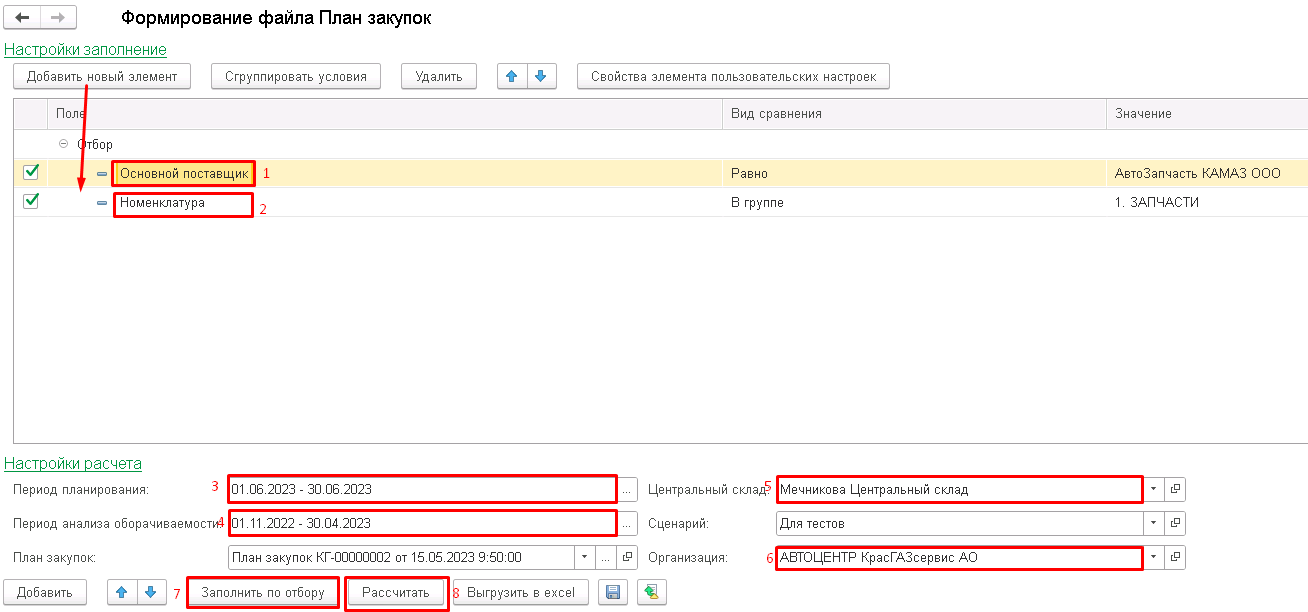 Формирование файла План закупок
Настройки заполнение
Добавить новый элемент Сгруппировать условия Удалить Свойства элемента пользовательских настроек
Поле Вид сравнения Значение
Отбор
Основной поставщик 1 Равно АвтоЗапчасть КАМАЗ ООО
Номенклатура 2 В группе 1. ЗАПЧАСТИ
Настройки расчета
Период планирования: 3 01.06.2023 - 30.06.2023 ... Центральный склад: 5 Мечникова Центральный склад
Период анализа оборачиваемости: 4 01.11.2022 - 30.04.2023 ... Сценарий: Для тестов
План закупок: План закупок КГ-00000002 от 15.05.2023 9:50:00 ... Организация: 6 АВТОЦЕНТР КрасГАЗсервис АО
Добавить 7 Заполнить по отбору Рассчитать 8 Выгрузить в excel